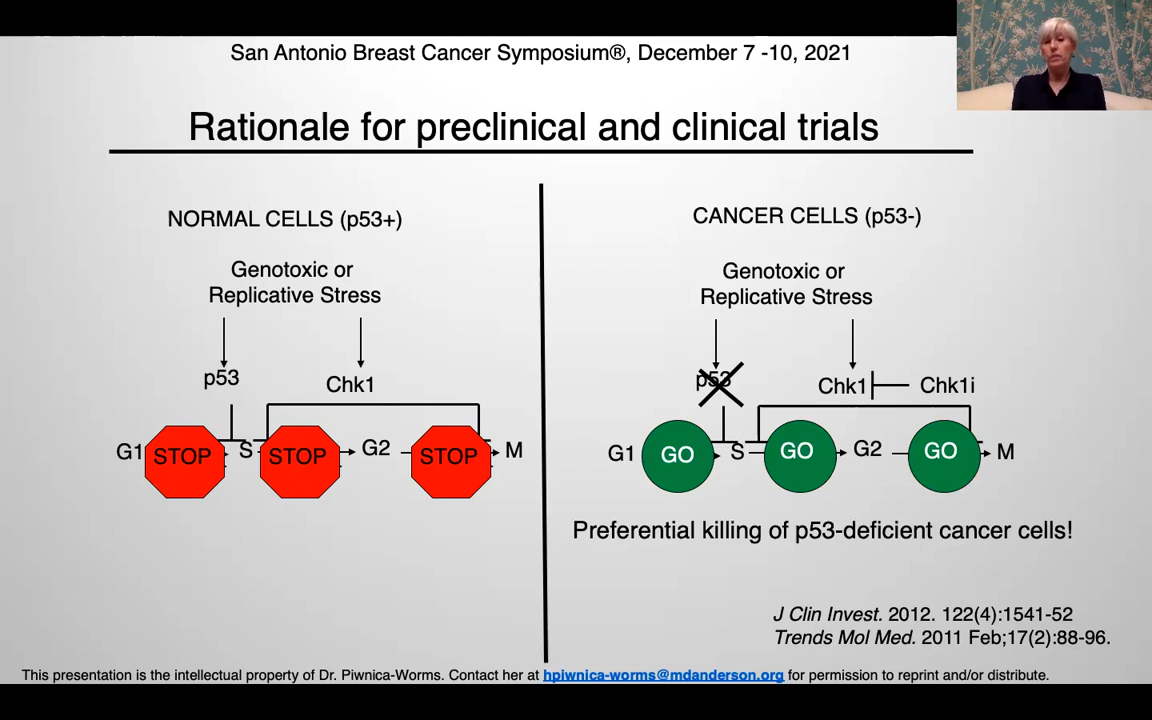 San Antonio Breast Cancer Symposium®, December 7 -10, 2021
Rationale for preclinical and clinical trials
NORMAL CELLS (p53+)
Genotoxic or
Replicative Stress
p53
Chk1
G1 STOP S STOP G2 STOP M
CANCER CELLS (p53-)
Genotoxic or
Replicative Stress
p53
Chk1 Chk1i
G1 GO S GO G2 GO M
Preferential killing of p53-deficient cancer cells!
J Clin Invest. 2012. 122(4):1541-52
Trends Mol Med. 2011 Feb;17(2):88-96.
This presentation is the intellectual property of Dr. Piwnica-Worms. Contact her at hpiwnica-worms@mdanderson.org for permission to reprint and/or distribute.